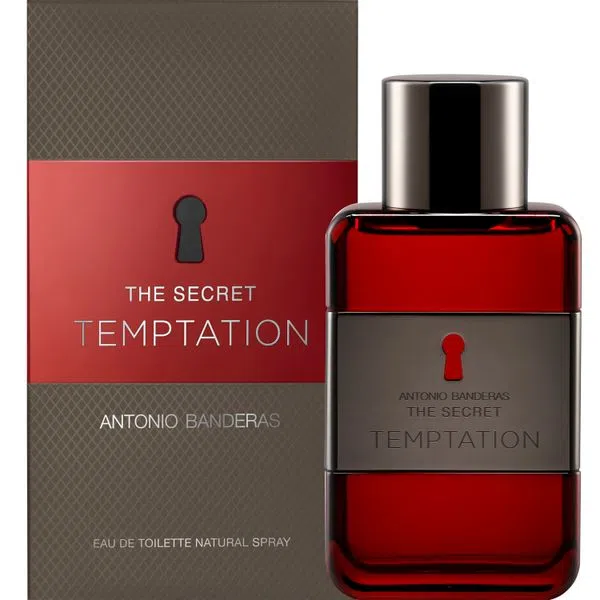 THE SECRET
TEMPTATION
ANTONIO BANDERAS
EAU DE TOILETTE NATURAL SPRAY
ANTONIO BANDERAS
THE SECRET
TEMPTATION